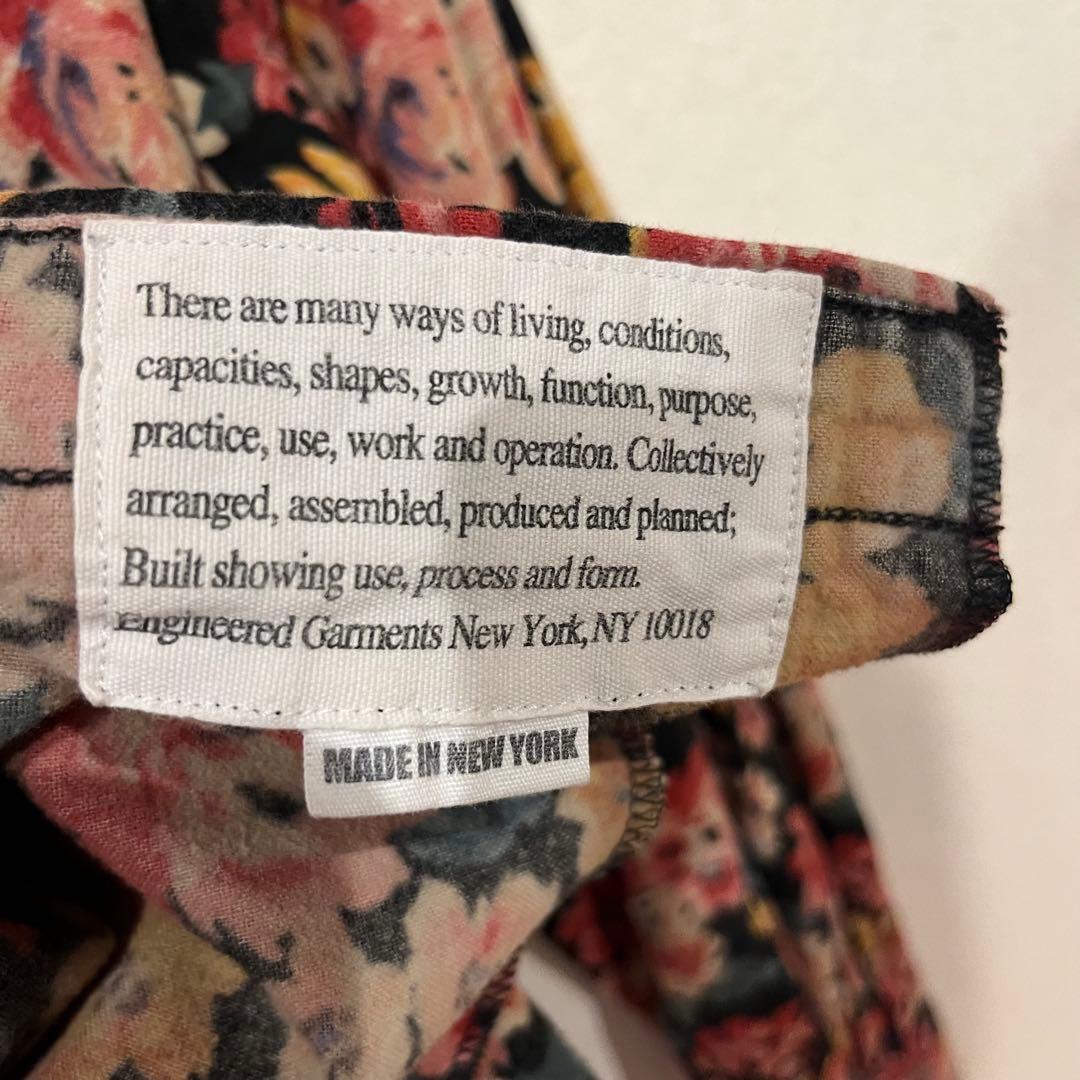 There are many ways of living, conditions,
capacities, shapes, growth, function, purpose,
practice, use, work and operation. Collectively
arranged, assembled, produced and planned;
Built showing use, process and form.
Engineered Garments New York, NY 10018
MADE IN NEW YORK